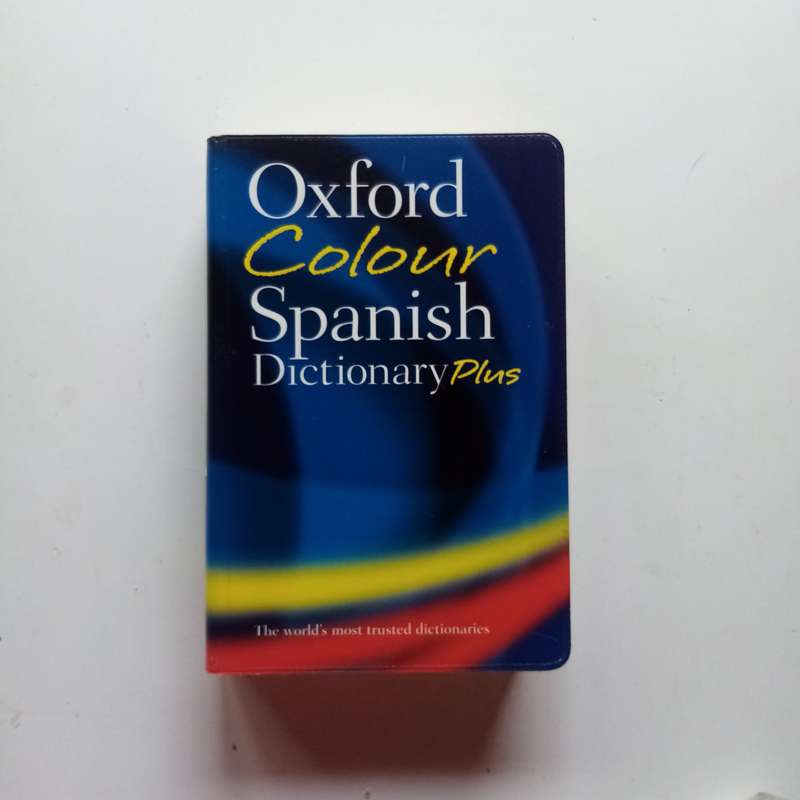 Oxford
Colour
Spanish
Dictionary Plus
The world's most trusted dictionaries